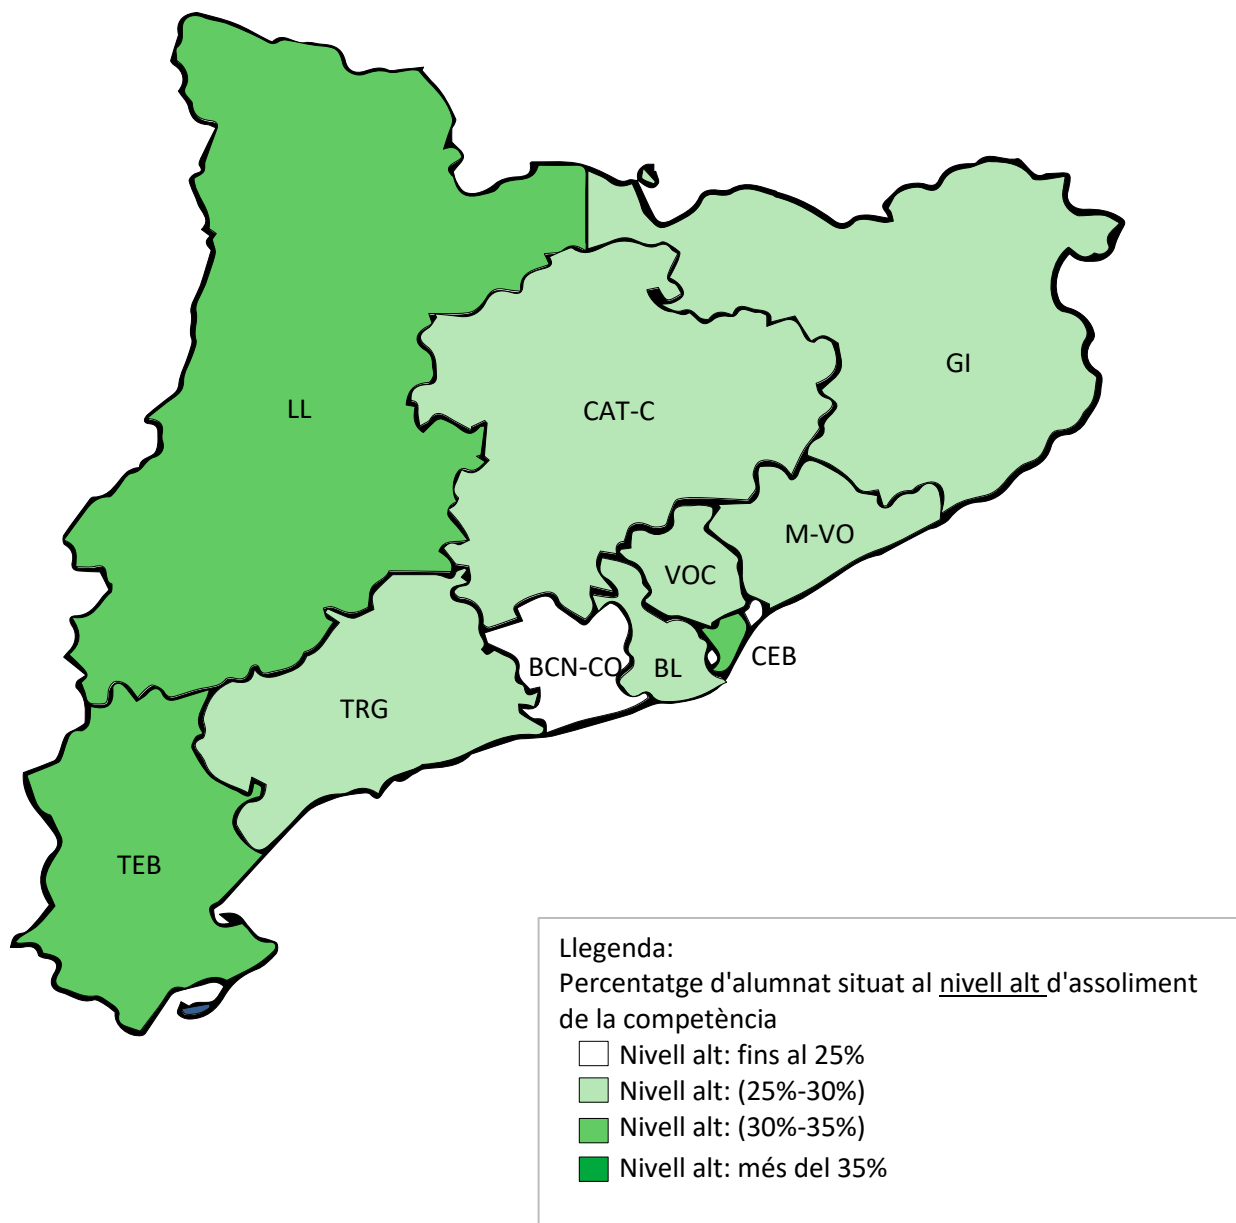 GI
LL
CAT-C
M-VO
VOC
CEB
BCN-CO
BL
TRG
TEB
Llegenda:
Percentatge d'alumnat situat al nivell alt d'assoliment
de la competència
Nivell alt: fins al 25%
Nivell alt: (25%-30%)
Nivell alt: (30%-35%)
Nivell alt: més del 35%